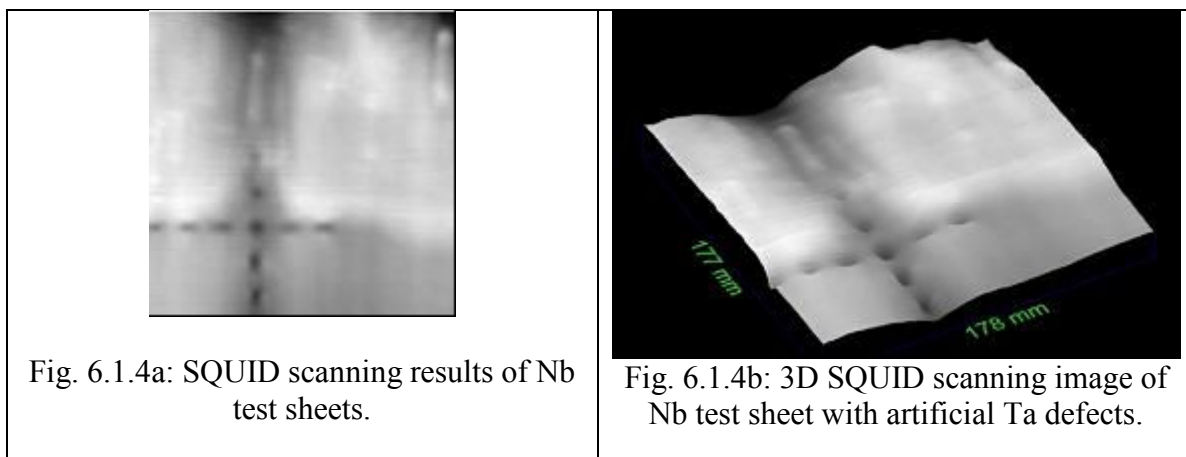 Fig. 6.1.4a: SQUID scanning results of Nb
test sheets.
177 mm
178 mm
Fig. 6.1.4b: 3D SQUID scanning image of
Nb test sheet with artificial Ta defects.